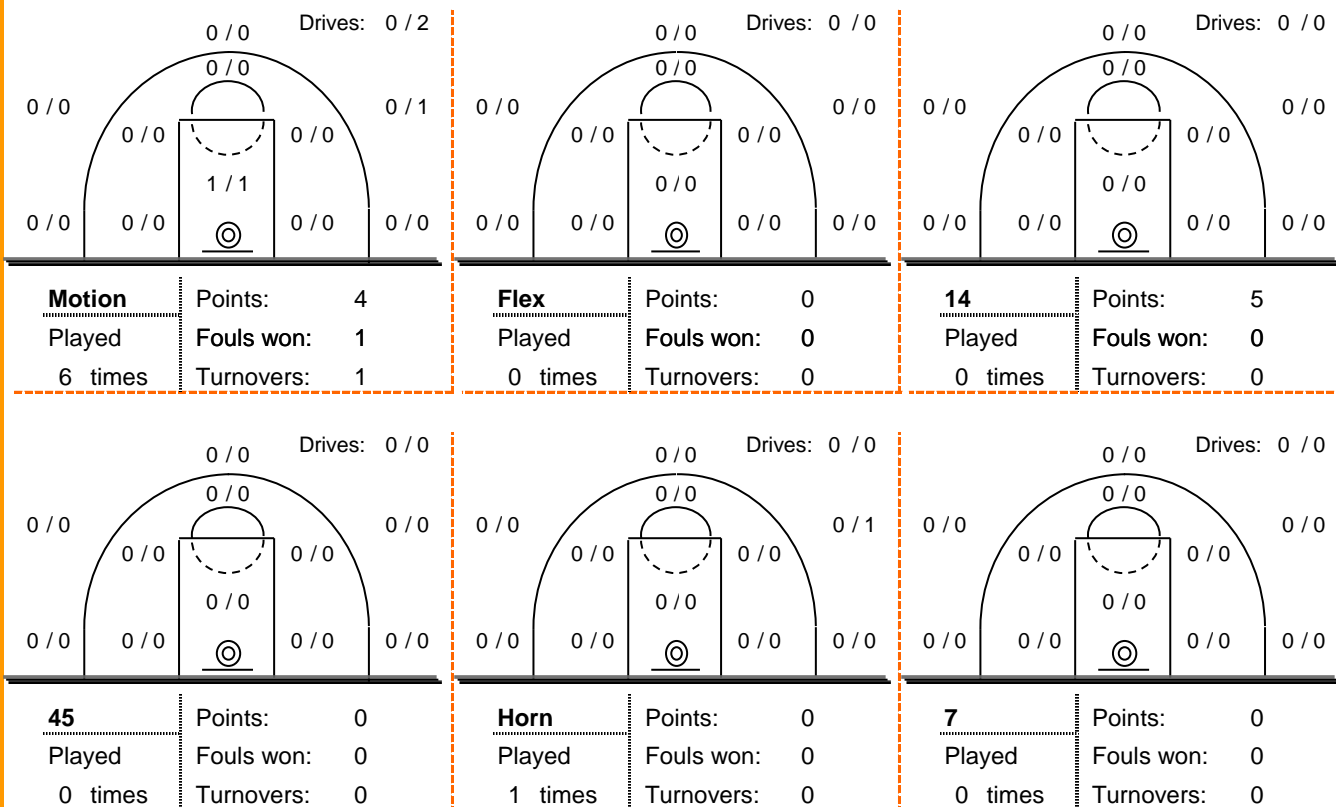 0 / 0 Drives: 0 / 2
0 / 0
0 / 0 0 / 1
0 / 0 0 / 0
1 / 1
0 / 0 0 / 0 0 / 0 0 / 0
Motion Points: 4
Played Fouls won: 1
6 times Turnovers: 1
0 / 0 Drives: 0 / 0
0 / 0
0 / 0 0 / 0
0 / 0 0 / 0
0 / 0
0 / 0 0 / 0 0 / 0 0 / 0
Flex Points: 0
Played Fouls won: 0
0 times Turnovers: 0
0 / 0 Drives: 0 / 0
0 / 0
0 / 0 0 / 0
0 / 0 0 / 0
0 / 0
0 / 0 0 / 0 0 / 0 0 / 0
14 Points: 5
Played Fouls won: 0
0 times Turnovers: 0
0 / 0 Drives: 0 / 0
0 / 0
0 / 0 0 / 0
0 / 0 0 / 0
0 / 0
0 / 0 0 / 0 0 / 0 0 / 0
45 Points: 0
Played Fouls won: 0
0 times Turnovers: 0
0 / 0 Drives: 0 / 0
0 / 0
0 / 0 0 / 1
0 / 0 0 / 0
0 / 0
0 / 0 0 / 0 0 / 0 0 / 0
Horn Points: 0
Played Fouls won: 0
1 times Turnovers: 0
0 / 0 Drives: 0 / 0
0 / 0
0 / 0 0 / 0
0 / 0 0 / 0
0 / 0
0 / 0 0 / 0 0 / 0 0 / 0
7 Points: 0
Played Fouls won: 0
0 times Turnovers: 0